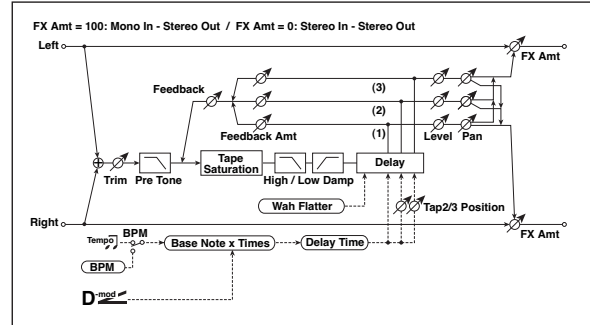 FX Amt = 100: Mono In - Stereo Out / FX Amt = 0: Stereo In - Stereo Out
Left
FX Amt
Feedback
(3)
(2)
(1)
Feedback Amt
Level
Pan
Trim
Pre Tone
Tape
Saturation
High / Low Damp
Delay
Wah Flatter
Tap2/3 Position
Right
FX Amt
Tempo
BPM
Base Note x Times
Delay Time
BPM
D-mod